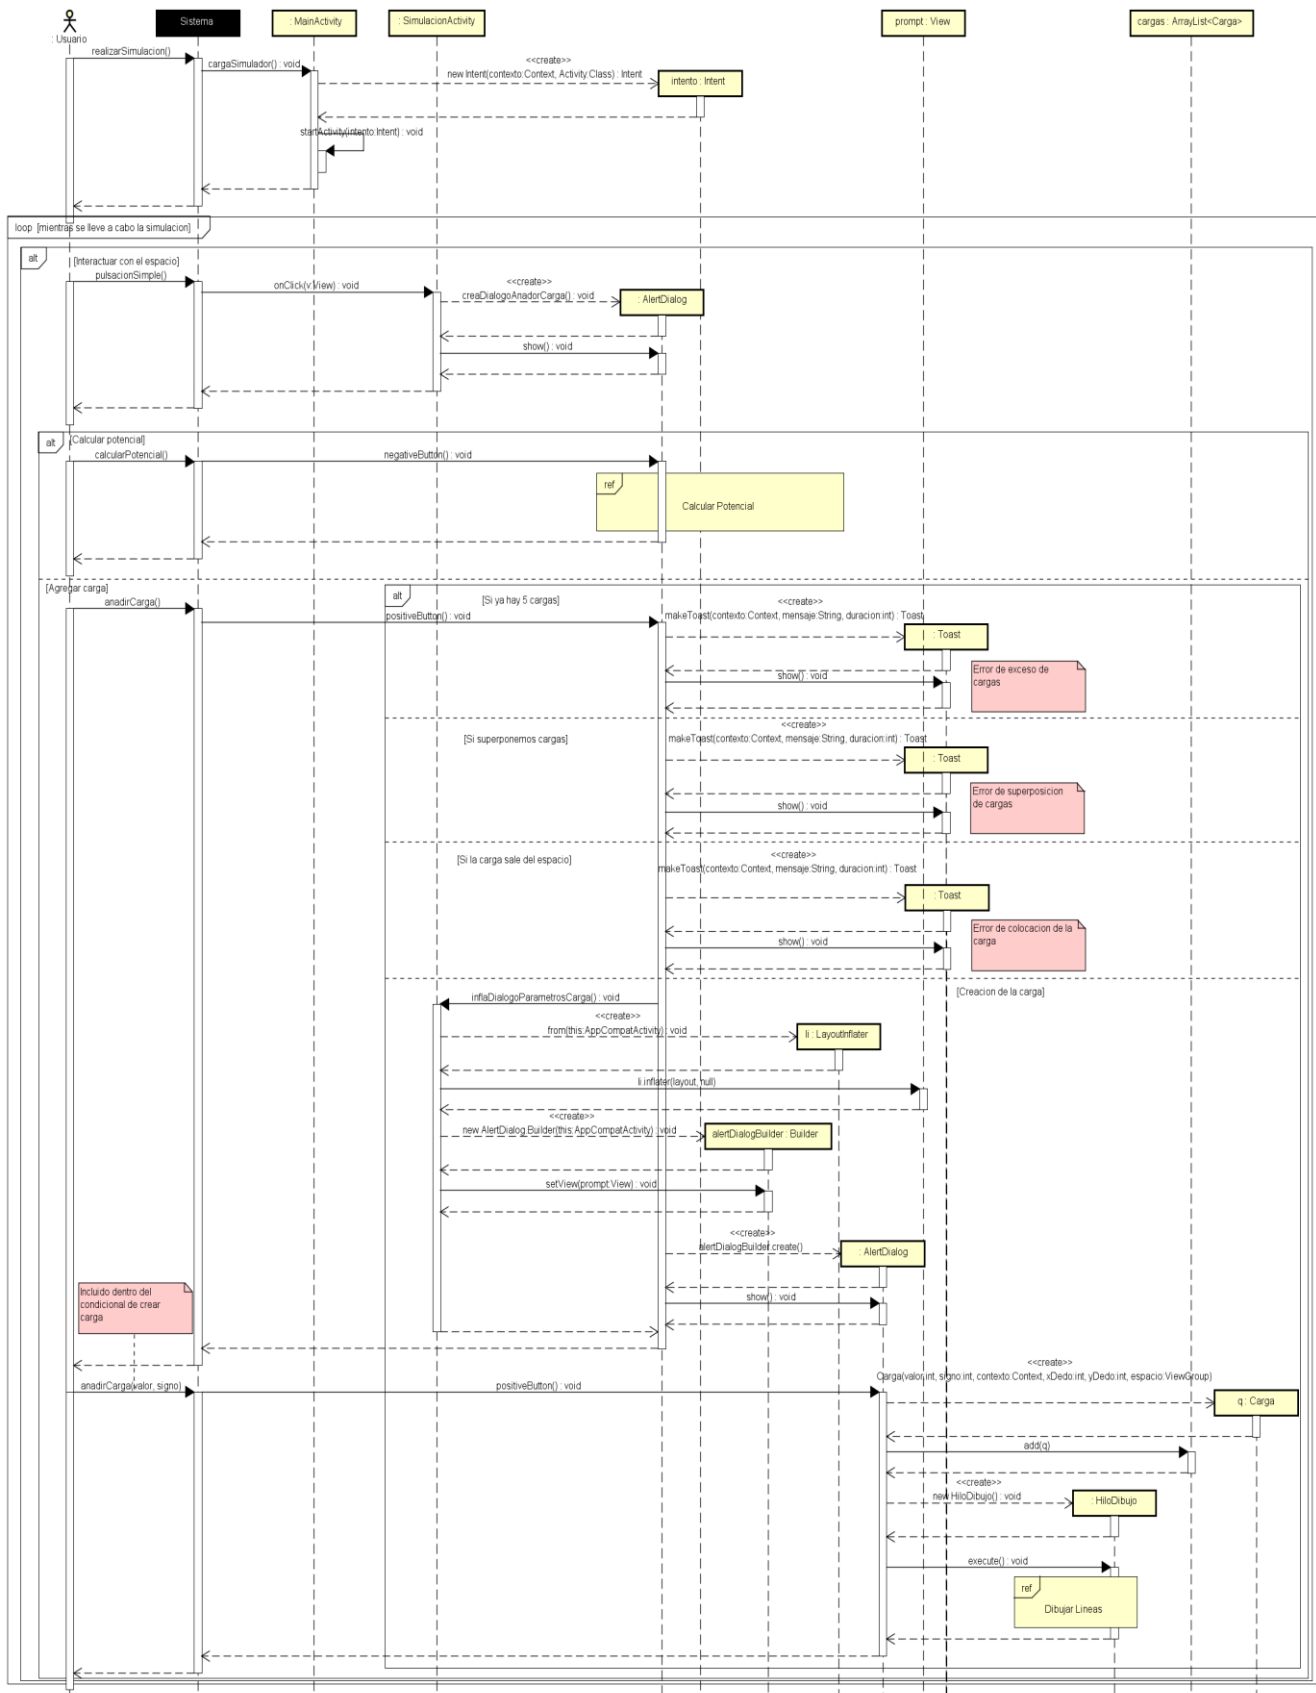 : Usuario
Sistema
: MainActivity
: SimulacionActivity
prompt : View
cargas : ArrayList<Carga>
realizarSimulacion()
cargaSimulador() : void
<<create>>
new Intent(contexto:Context, Activity.Class) : Intent
intento : Intent
startActivity(intento:Intent) : void
loop [mientras se lleve a cabo la simulacion]
alt
[Interactuar con el espacio]
pulsacionSimple()
onClick(v:View) : void
<<create>>
creaDialogoAnadorCarga() : void
: AlertDialog
show() : void
alt
[Calcular potencial]
calcularPotencial()
negativeButton() : void
ref
Calcular Potencial
[Agregar carga]
anadirCarga()
alt
[Si ya hay 5 cargas]
positiveButton() : void
<<create>>
makeToast(contexto:Context, mensaje:String, duracion:int) : Toast
: Toast
Error de exceso de
cargas
show() : void
[Si superponemos cargas]
<<create>>
makeToast(contexto:Context, mensaje:String, duracion:int) : Toast
: Toast
Error de superposicion
de cargas
show() : void
[Si la carga sale del espacio]
<<create>>
makeToast(contexto:Context, mensaje:String, duracion:int) : Toast
: Toast
Error de colocacion de la
carga
show() : void
[Creacion de la carga]
inflaDialogoParametrosCarga() : void
<<create>>
from(this:AppCompatActivity) : void
li : LayoutInflater
li.inflater(layout, null)
<<create>>
new AlertDialog.Builder(this:AppCompatActivity) : void
alertDialogBuilder : Builder
setView(prompt:View) : void
<<create>>
alertDialogBuilder.create()
: AlertDialog
Incluido dentro del
condicional de crear
carga
show() : void
anadirCarga(valor, signo)
positiveButton() : void
<<create>>
Carga(valor:int, signo:int, contexto:Context, xDedo:int, yDedo:int, espacio:ViewGroup)
q : Carga
add(q)
<<create>>
new HiloDibujo() : void
: HiloDibujo
execute() : void
ref
Dibujar Lineas